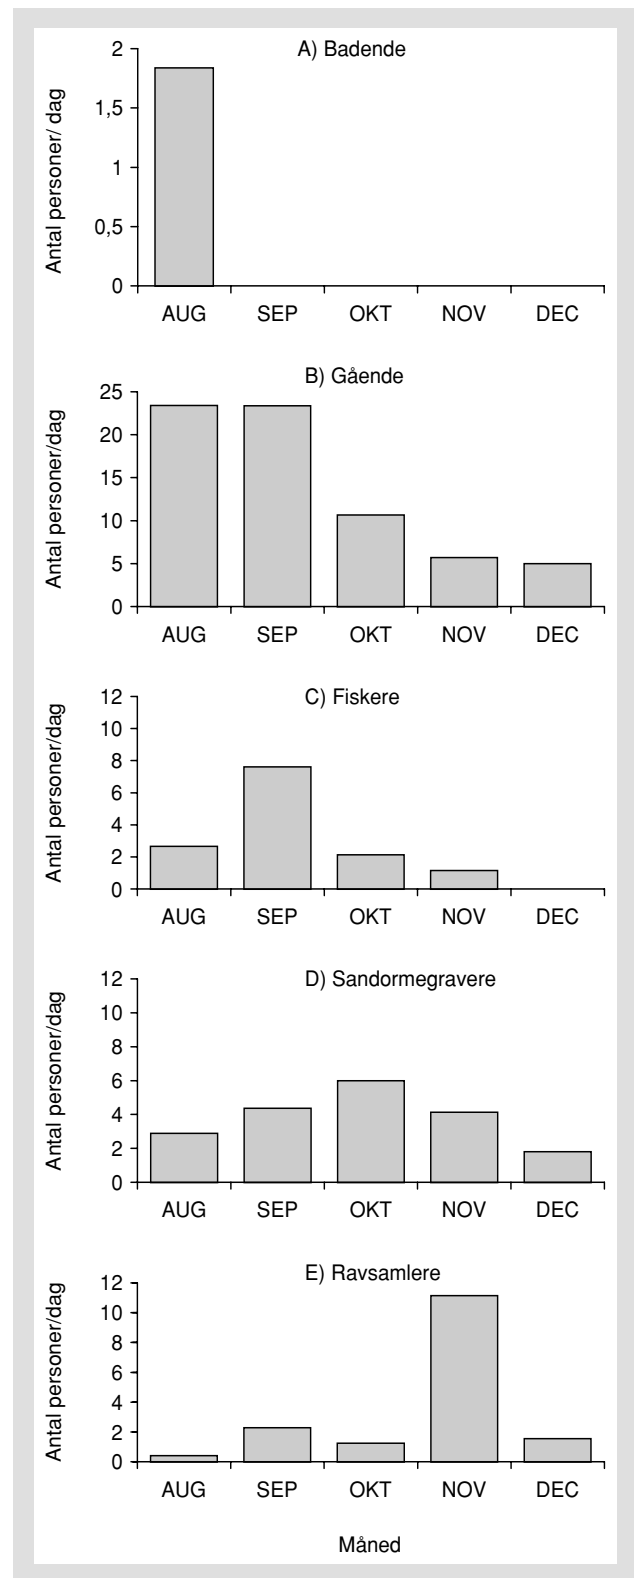 A) Badende
Antal personer/ dag
2
1,5
1
0,5
0
AUG SEP OKT NOV DEC
B) Gående
Antal personer/dag
25
20
15
10
5
0
AUG SEP OKT NOV DEC
C) Fiskere
Antal personer/dag
12
10
8
6
4
2
0
AUG SEP OKT NOV DEC
D) Sandormegravere
Antal personer/dag
12
10
8
6
4
2
0
AUG SEP OKT NOV DEC
E) Ravsamlere
Antal personer/dag
12
10
8
6
4
2
0
AUG SEP OKT NOV DEC
Måned